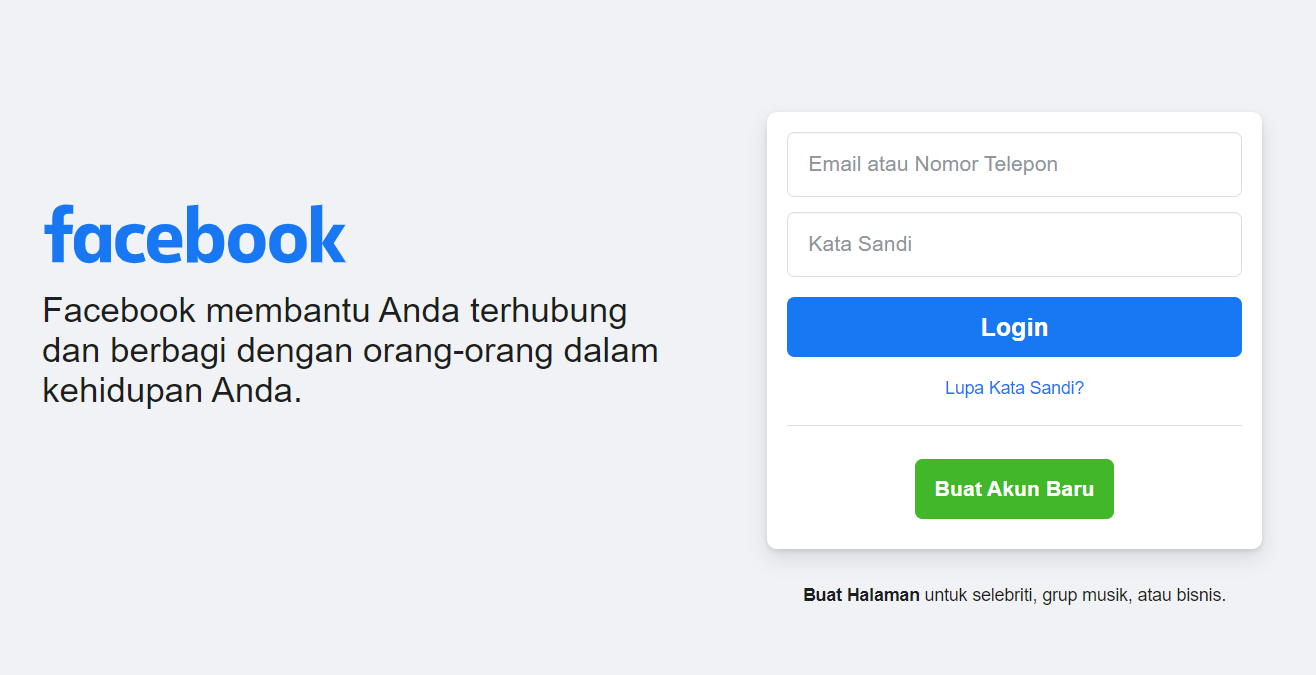 facebook
Facebook membantu Anda terhubung
dan berbagi dengan orang-orang dalam
kehidupan Anda.
Email atau Nomor Telepon
Kata Sandi
Login
Lupa Kata Sandi?
Buat Akun Baru
Buat Halaman untuk selebriti, grup musik, atau bisnis.